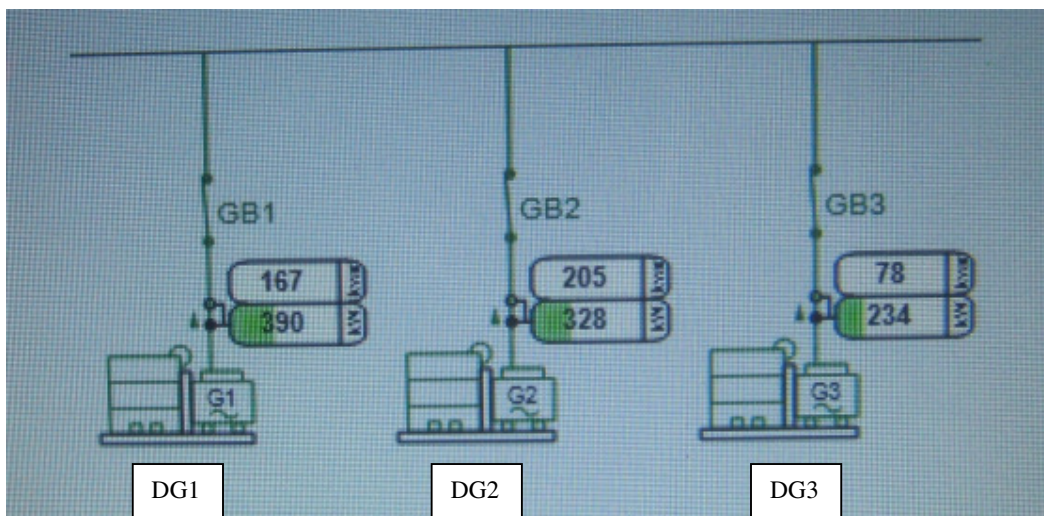 GB1
GB2
GB3
167 kvar
205 kvar
78 kvar
390 kW
328 kW
234 kW
G1
G2
G3
DG1
DG2
DG3